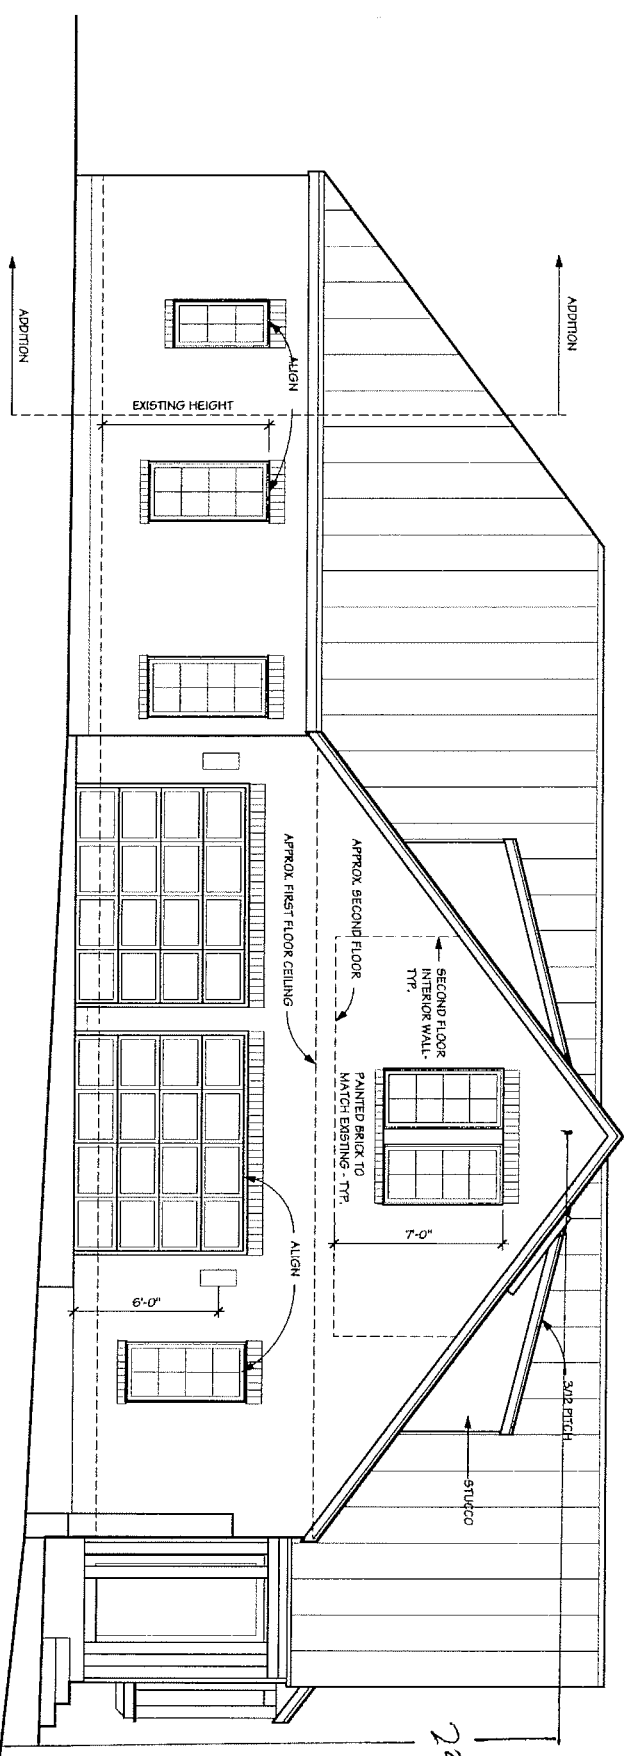 ADDITION
ADDITION
ALIGN
EXISTING HEIGHT
APPROX. SECOND FLOOR
APPROX. FIRST FLOOR CEILING
SECOND FLOOR
INTERIOR WALL-
TYP.
PAINTED BRICK TO
MATCH EXISTING - TYP.
7'-0"
3/12 PITCH
ALIGN
6'-0"
STUCCO